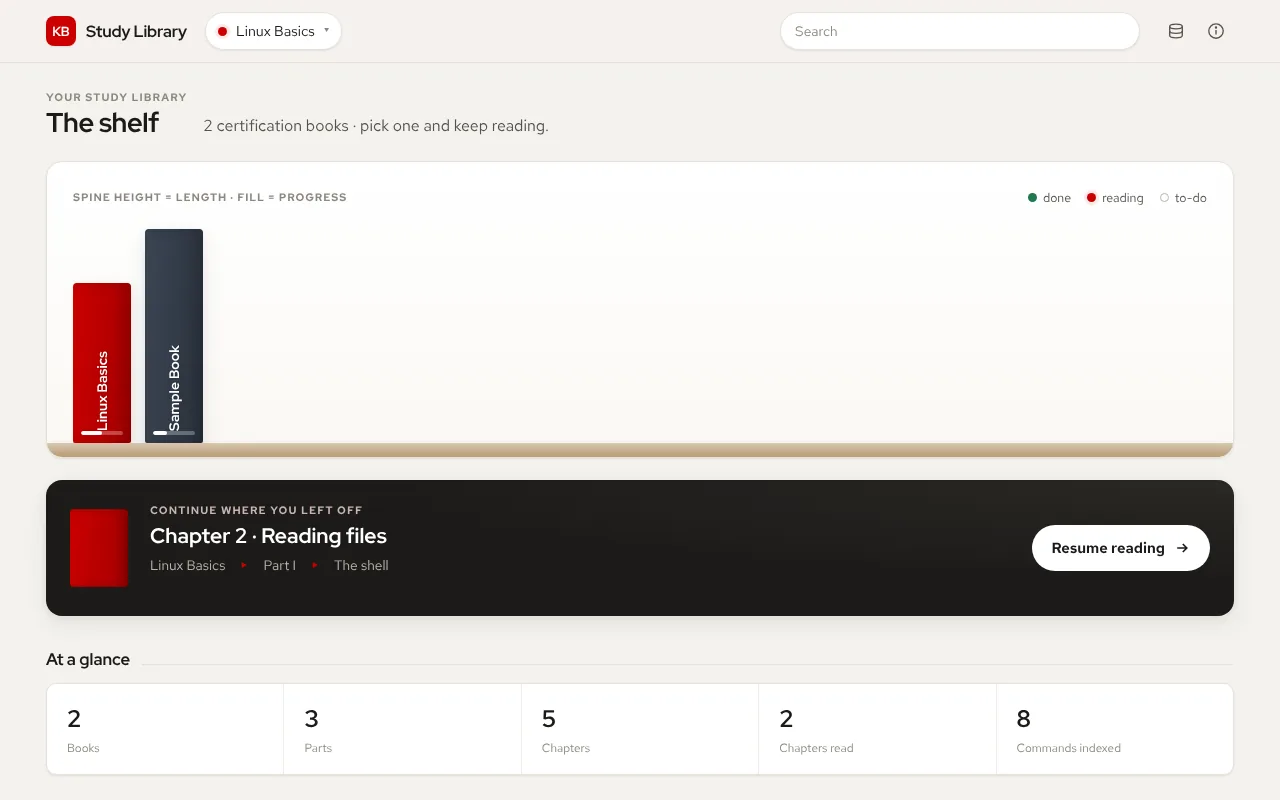 KB Study Library Linux Basics Search
YOUR STUDY LIBRARY
The shelf 2 certification books · pick one and keep reading.
SPINE HEIGHT = LENGTH · FILL = PROGRESS done reading to-do
Linux Basics
Sample Book
CONTINUE WHERE YOU LEFT OFF
Chapter 2 · Reading files
Linux Basics Part I The shell
Resume reading →
At a glance
2 3 5 2 8
Books Parts Chapters Chapters read Commands indexed